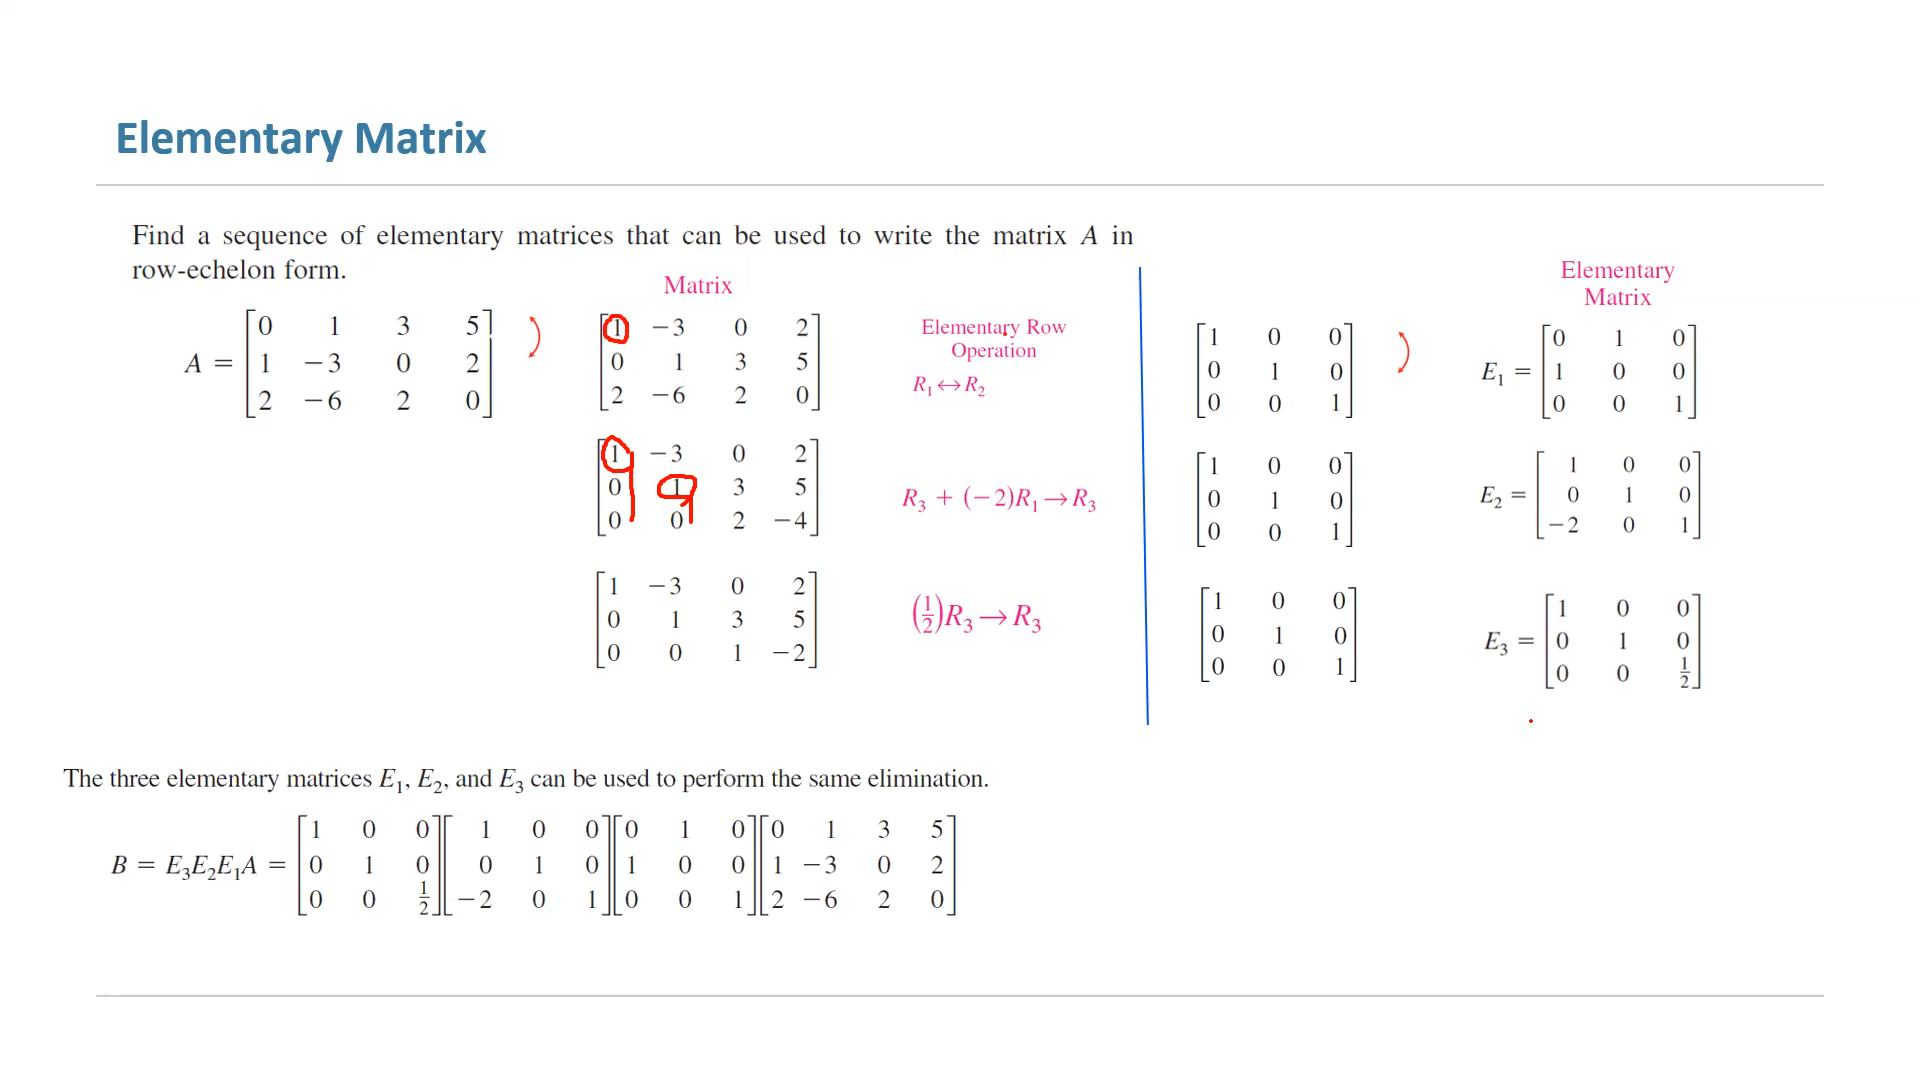 Elementary Matrix
Find a sequence of elementary matrices that can be used to write the matrix A in
row-echelon form.
Matrix
Elementary
Matrix
A = [0 1 3 5
1 −3 0 2
2 −6 2 0]
[1 −3 0 2
0 1 3 5
2 −6 2 0]
Elementary Row
Operation
R₁↔R₂
[1 0 0
0 1 0
0 0 1]
E₁ = [0 1 0
1 0 0
0 0 1]
[1 −3 0 2
0 1 3 5
0 0 2 −4]
R₃ + (−2)R₁→R₃
[1 0 0
0 1 0
0 0 1]
E₂ = [1 0 0
0 1 0
−2 0 1]
[1 −3 0 2
0 1 3 5
0 0 1 −2]
(1/2)R₃→R₃
[1 0 0
0 1 0
0 0 1]
E₃ = [1 0 0
0 1 0
0 0 1/2]
The three elementary matrices E₁, E₂, and E₃ can be used to perform the same elimination.
B = E₃E₂E₁A = [1 0 0
0 1 0
0 0 1/2] [1 0 0
0 1 0
−2 0 1] [0 1 0
1 0 0
0 0 1] [0 1 3 5
1 −3 0 2
2 −6 2 0]